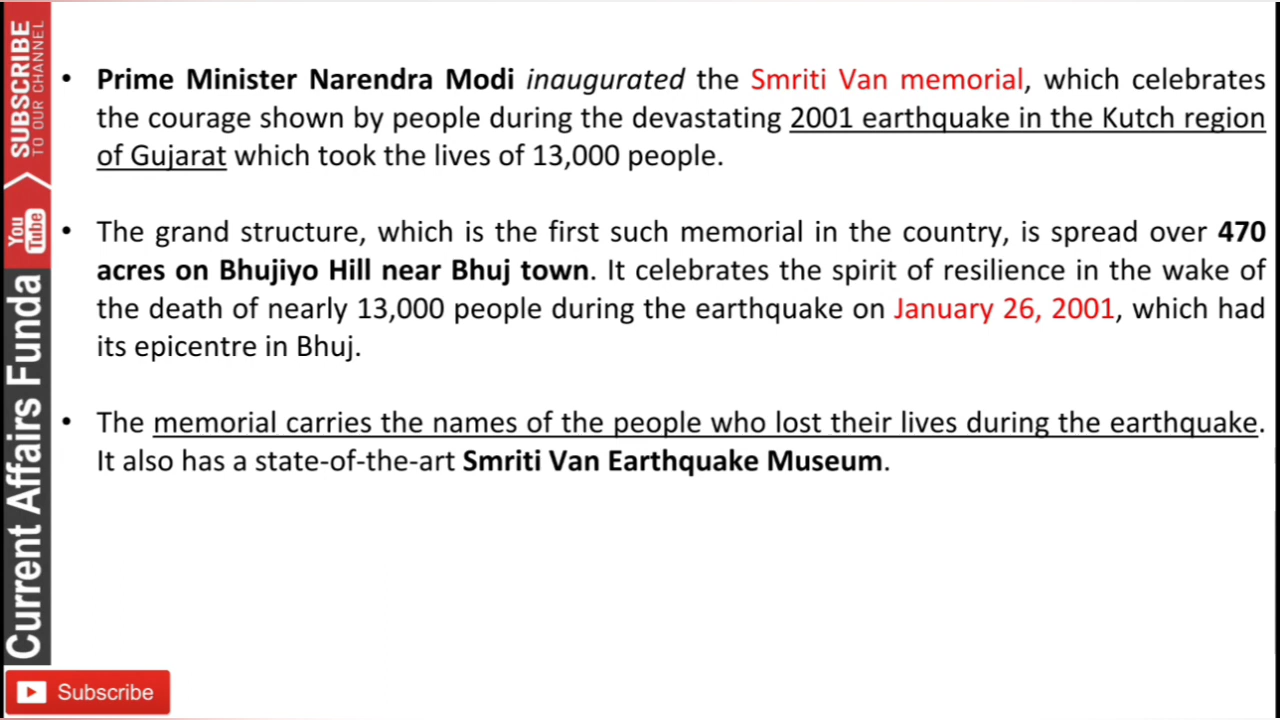 SUBSCRIBE
TO OUR CHANNEL
You
Tube
Current Affairs Funda
• Prime Minister Narendra Modi inaugurated the Smriti Van memorial, which celebrates
the courage shown by people during the devastating 2001 earthquake in the Kutch region
of Gujarat which took the lives of 13,000 people.
• The grand structure, which is the first such memorial in the country, is spread over 470
acres on Bhujiyo Hill near Bhuj town. It celebrates the spirit of resilience in the wake of
the death of nearly 13,000 people during the earthquake on January 26, 2001, which had
its epicentre in Bhuj.
• The memorial carries the names of the people who lost their lives during the earthquake.
It also has a state-of-the-art Smriti Van Earthquake Museum.
Subscribe